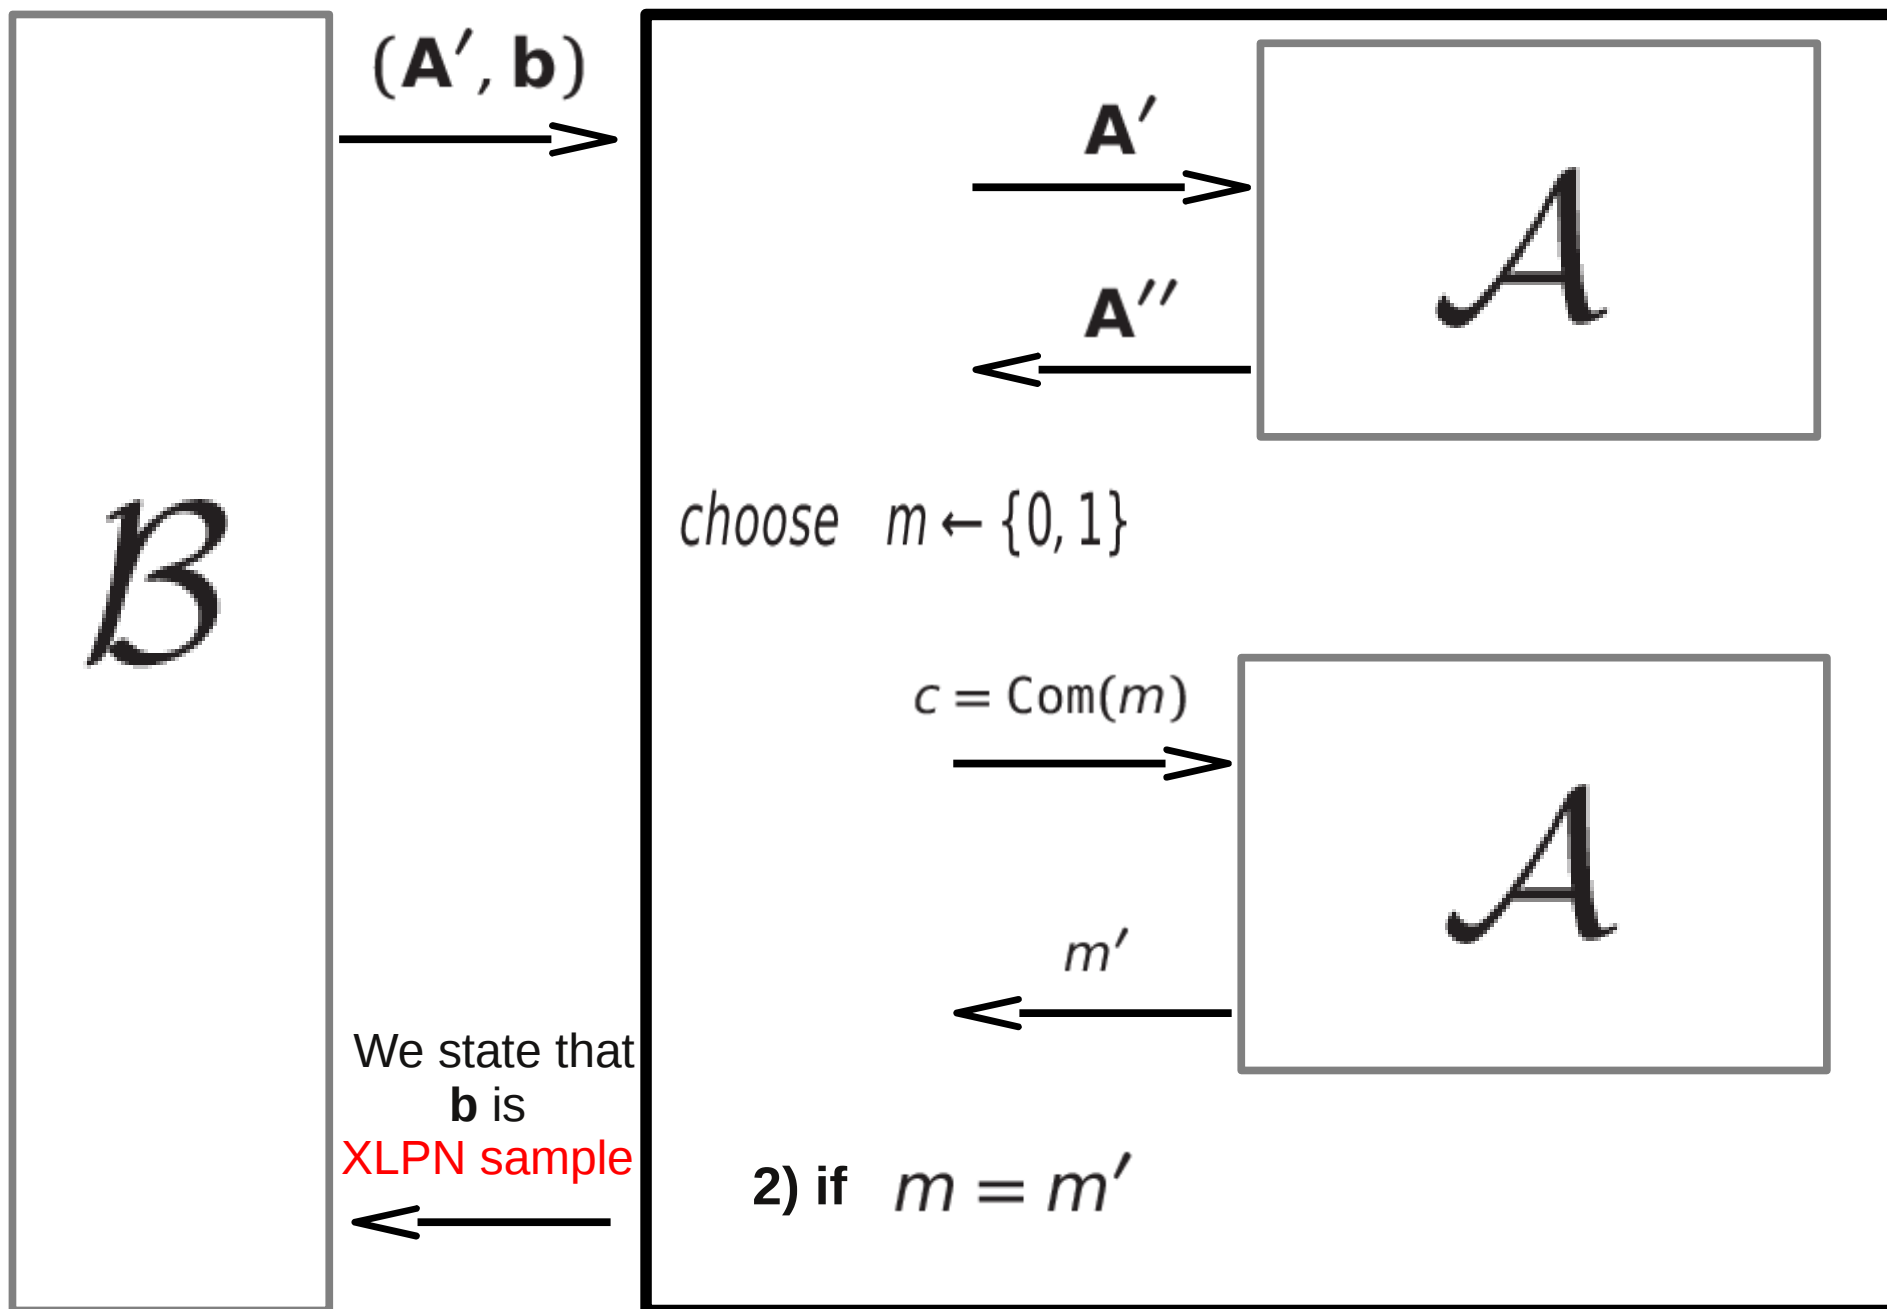 (A′, b)
A′
𝒜
A′′
choose m ← {0, 1}
ℬ
c = Com(m)
𝒜
m′
We state that
b is
XLPN sample
2) if m = m′